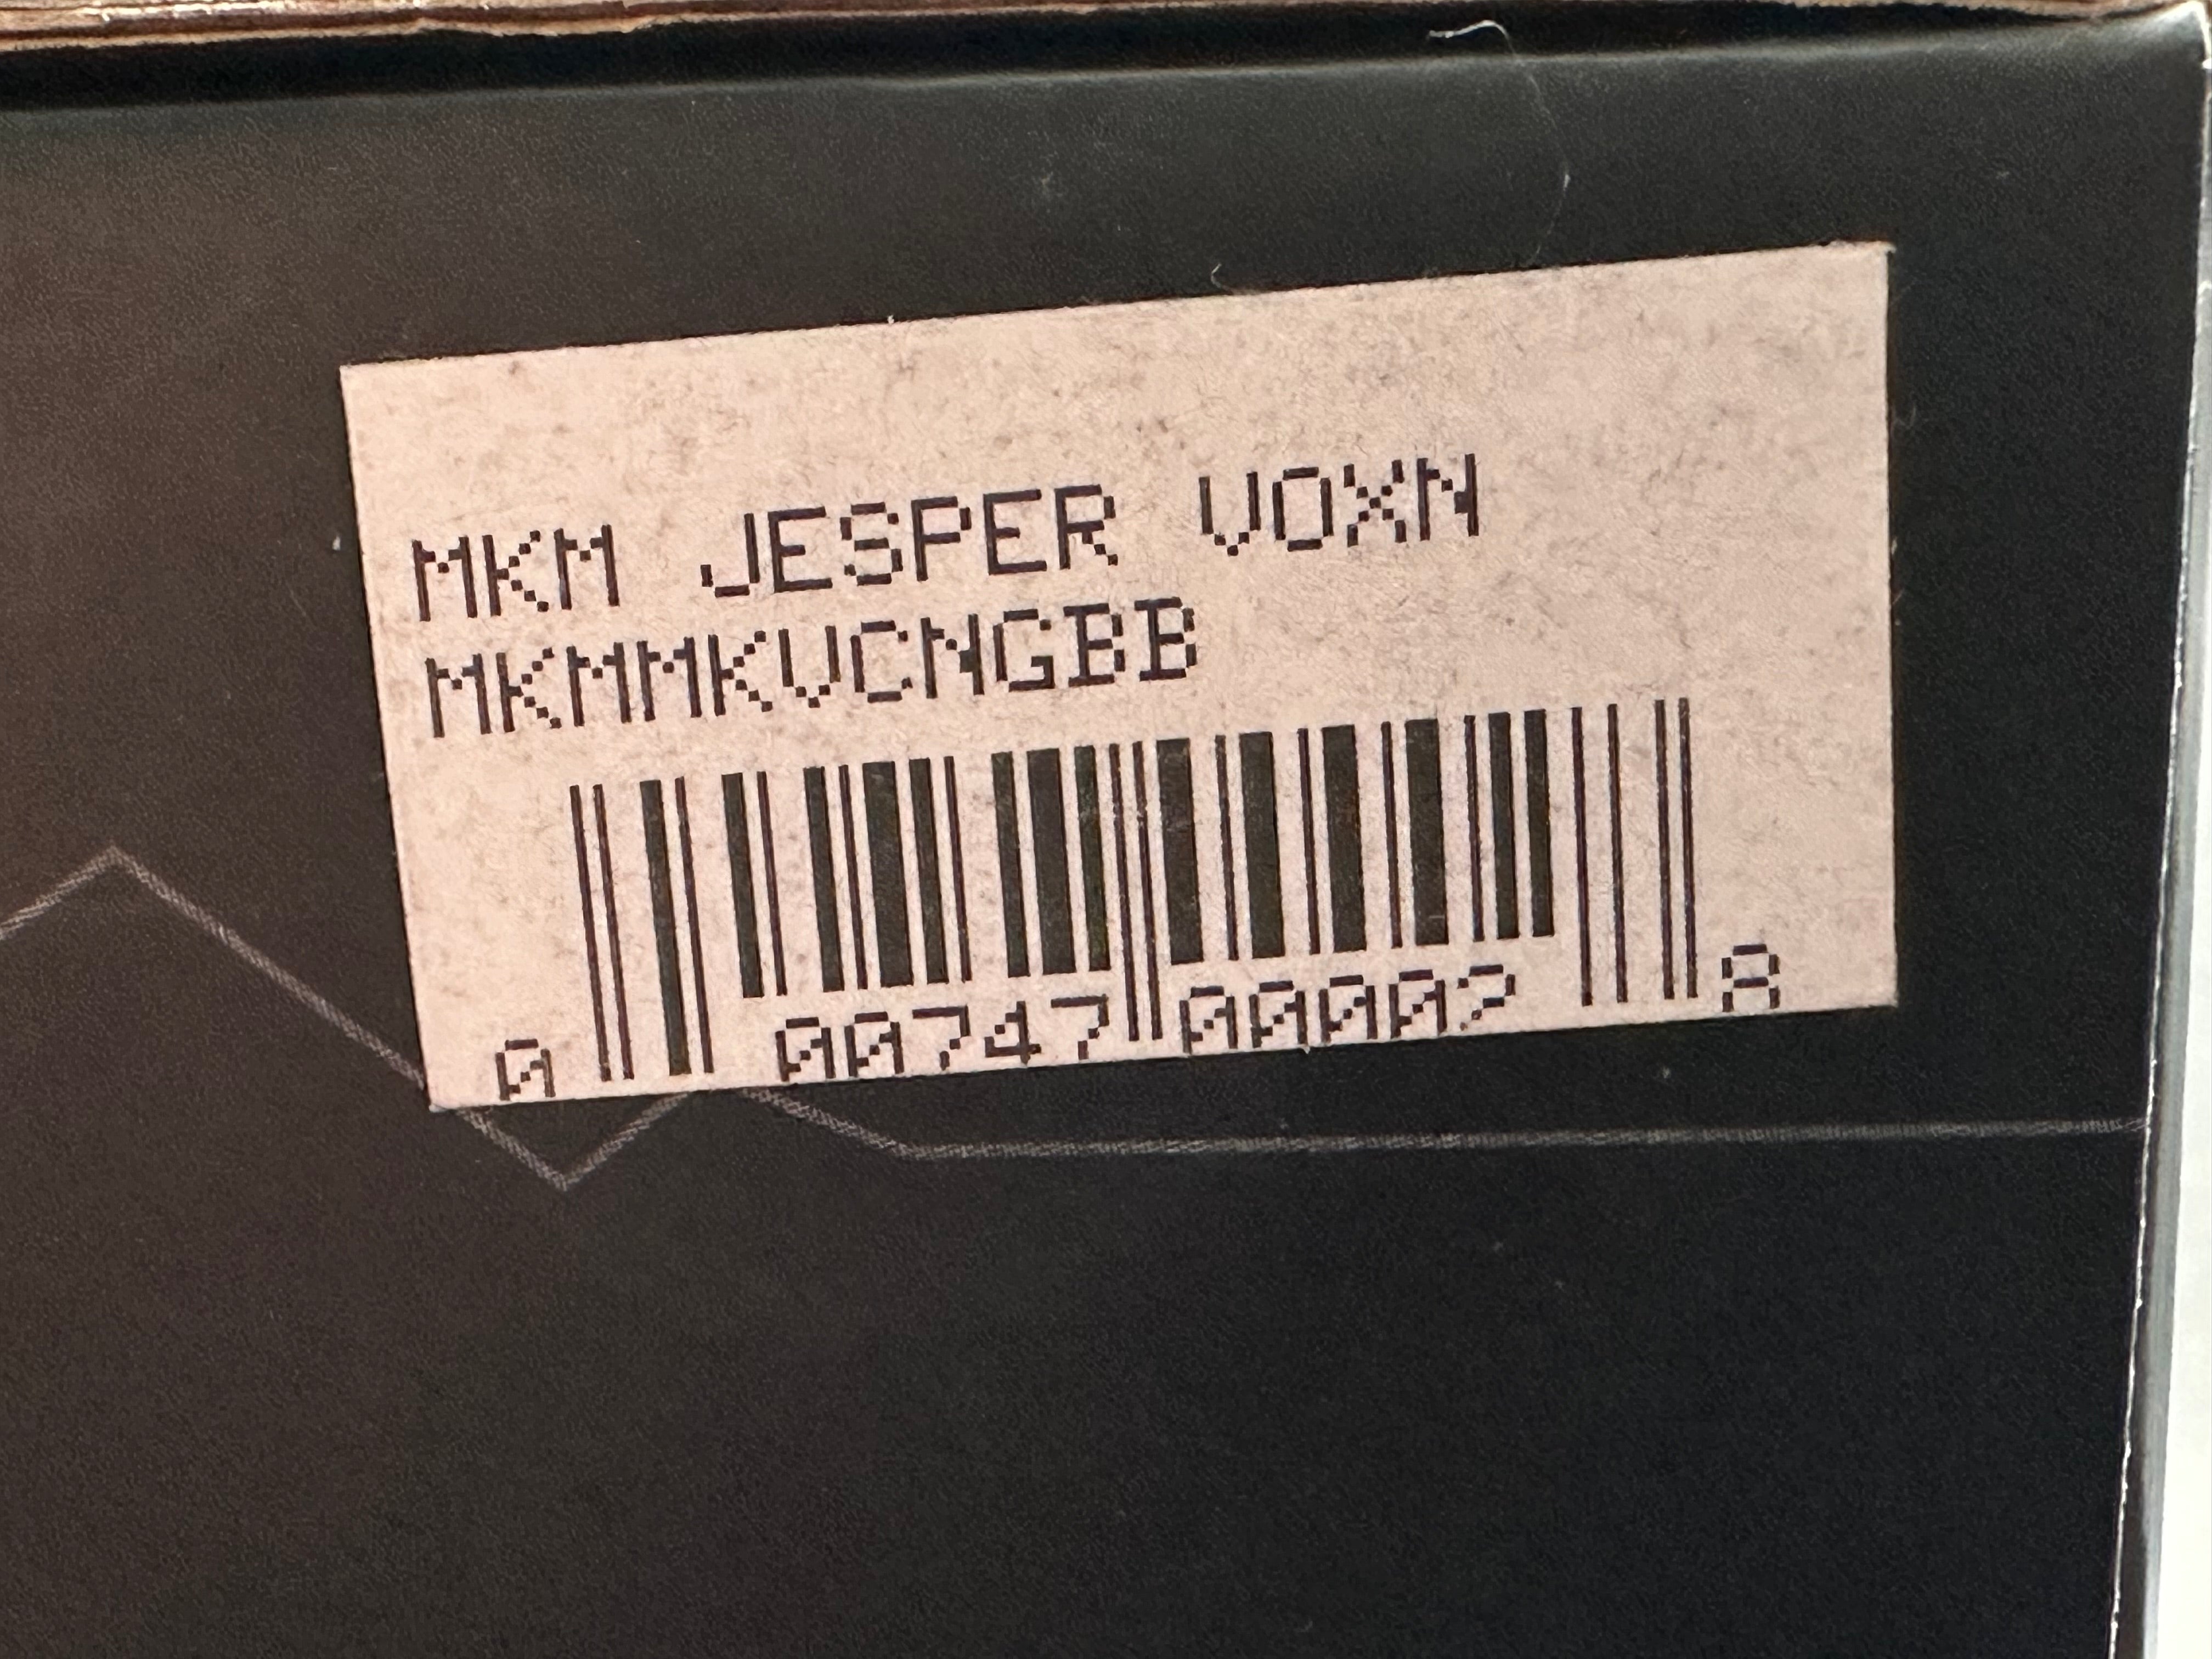 MKM JESPER VOXN
MKMMKVCNGBB
0 00747 00002 8